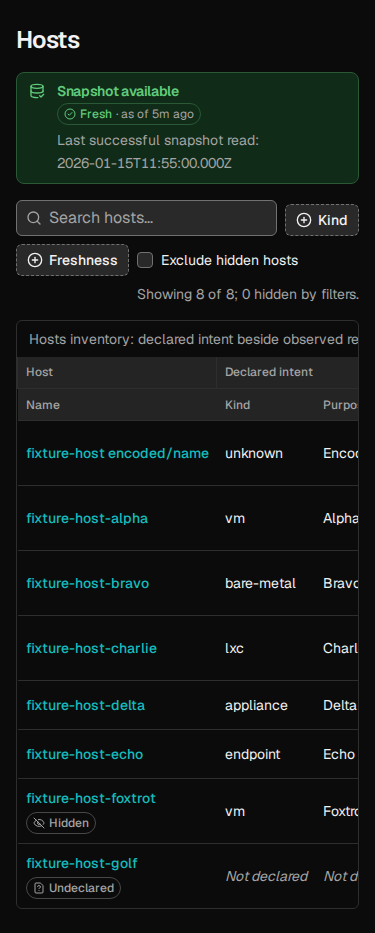 Hosts
Snapshot available
Fresh · as of 5m ago
Last successful snapshot read:
2026-01-15T11:55:00.000Z
Search hosts...
Kind
Freshness
Exclude hidden hosts
Showing 8 of 8; 0 hidden by filters.
Hosts inventory: declared intent beside observed re
Host Declared intent
Name Kind Purpo
fixture-host encoded/name unknown Encod
fixture-host-alpha vm Alpha
fixture-host-bravo bare-metal Bravo
fixture-host-charlie lxc Charl
fixture-host-delta appliance Delta
fixture-host-echo endpoint Echo
fixture-host-foxtrot vm Foxtro
Hidden
fixture-host-golf Not declared Not d
Undeclared